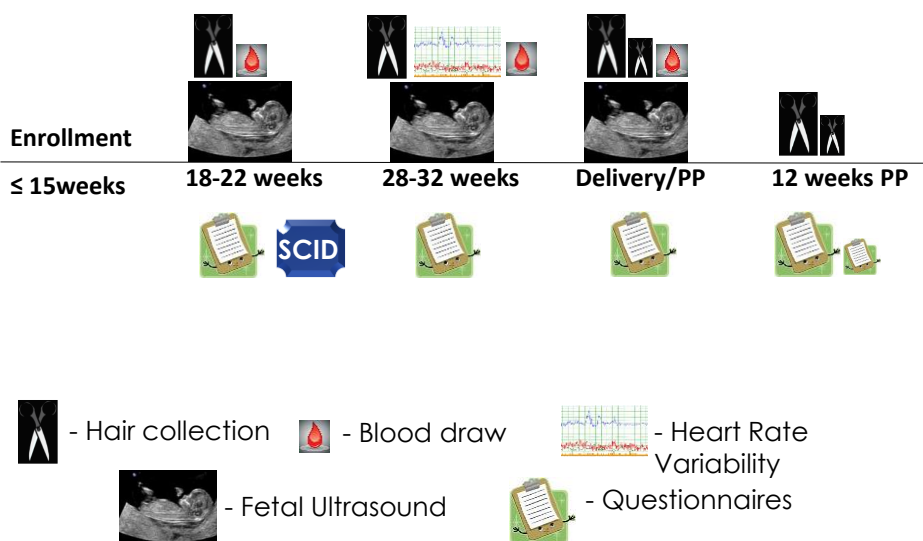 Enrollment
≤ 15weeks
18-22 weeks
28-32 weeks
Delivery/PP
12 weeks PP
SCID
- Hair collection
- Blood draw
- Heart Rate
Variability
- Fetal Ultrasound
- Questionnaires